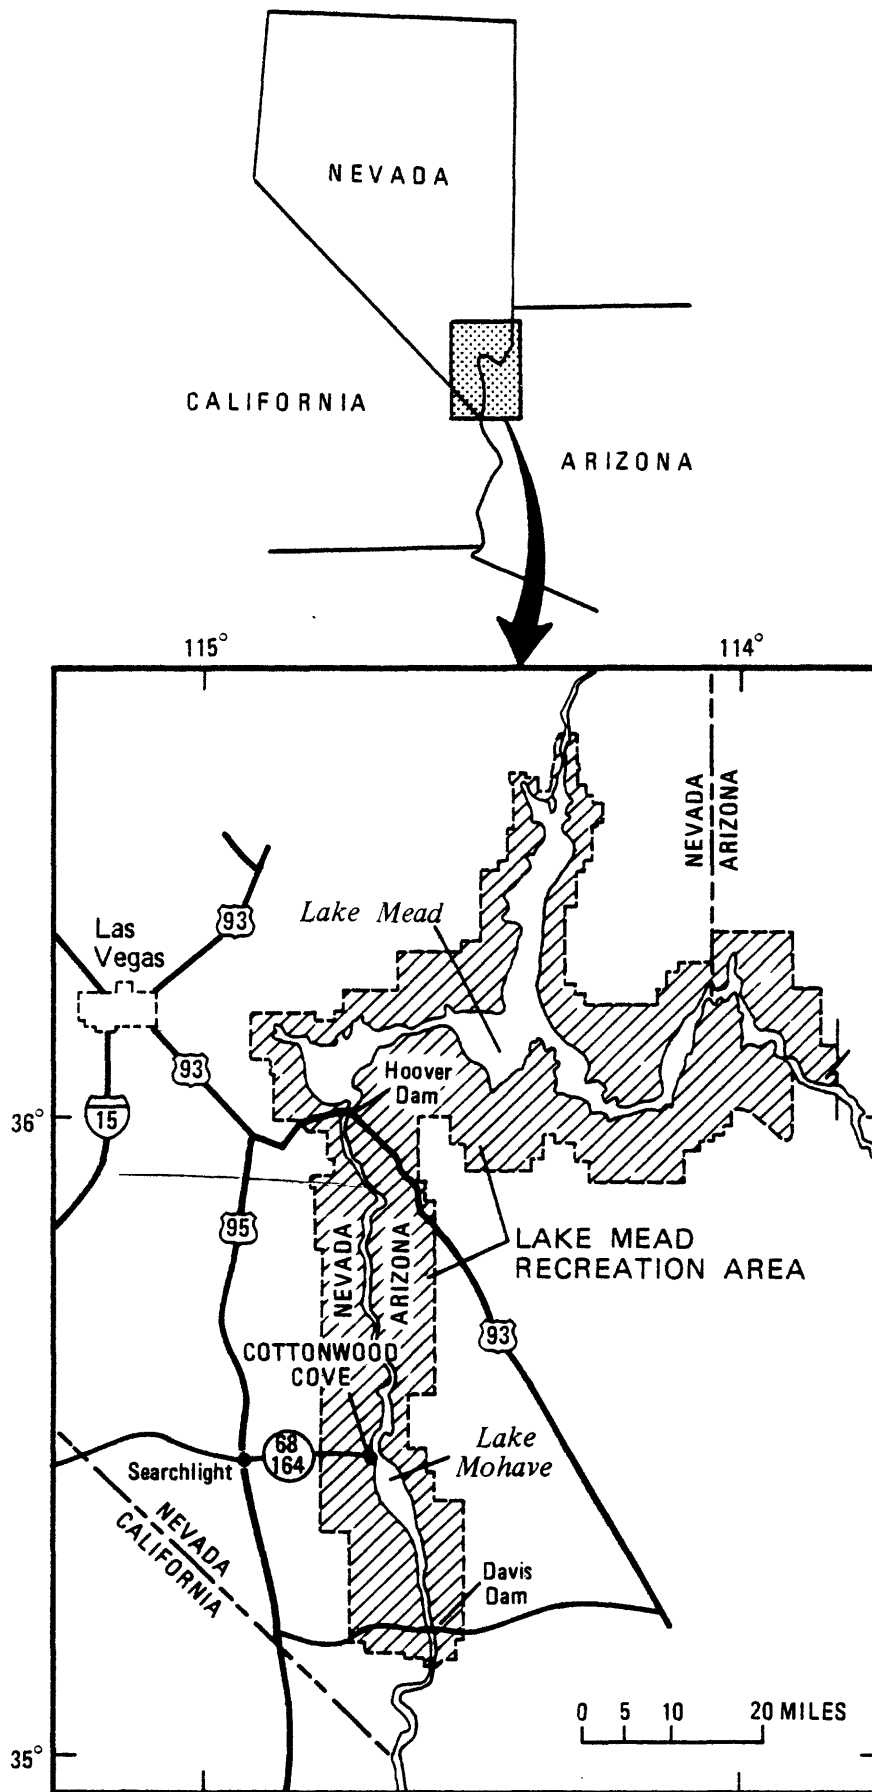 NEVADA
CALIFORNIA
ARIZONA
115°
114°
NEVADA
ARIZONA
93
Lake Mead
Las
Vegas
93
Hoover
Dam
15
36°
95
NEVADA
ARIZONA
LAKE MEAD
RECREATION AREA
93
COTTONWOOD
COVE
68
164
Lake
Mohave
Searchlight
NEVADA
CALIFORNIA
Davis
Dam
0 5 10 20 MILES
35°